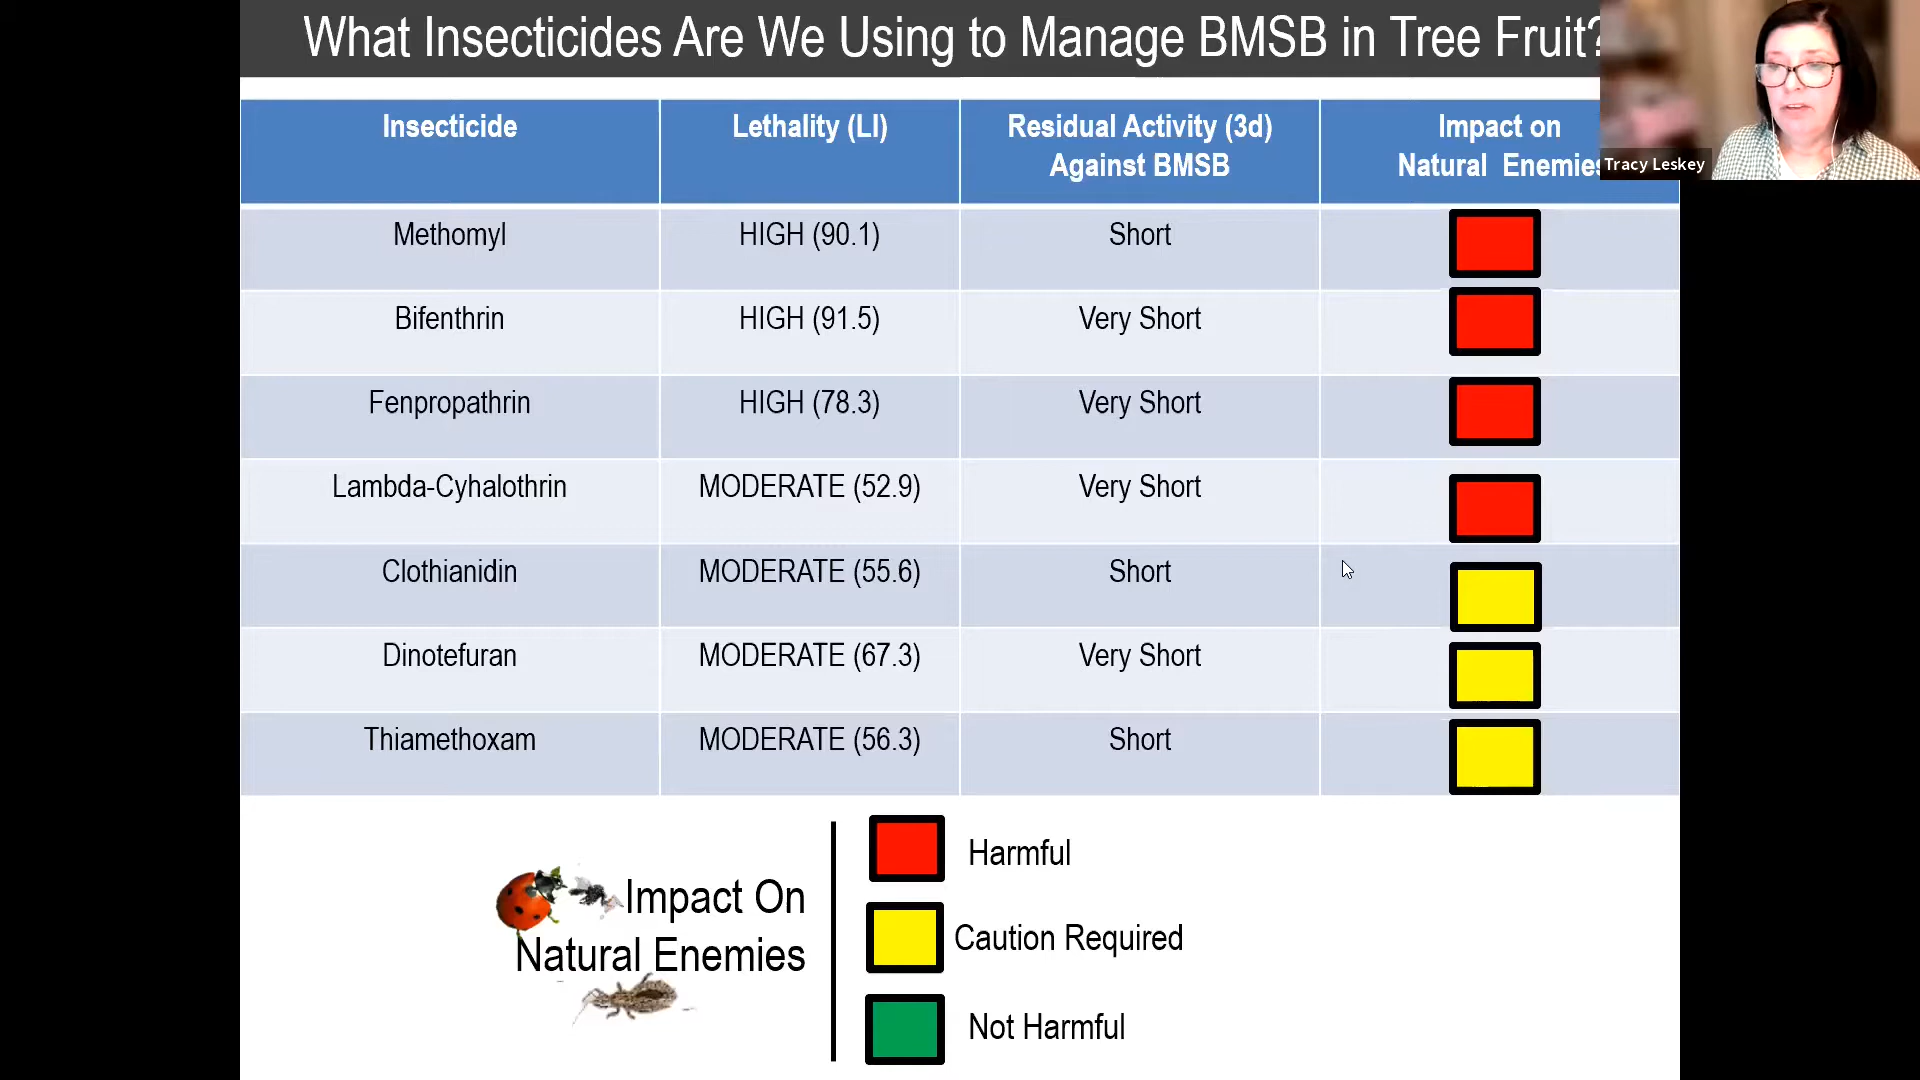 What Insecticides Are We Using to Manage BMSB in Tree Fruit?
Tracy Leskey
Insecticide
Lethality (LI)
Residual Activity (3d)
Against BMSB
Impact on
Natural Enemies
Methomyl
HIGH (90.1)
Short
Bifenthrin
HIGH (91.5)
Very Short
Fenpropathrin
HIGH (78.3)
Very Short
Lambda-Cyhalothrin
MODERATE (52.9)
Very Short
Clothianidin
MODERATE (55.6)
Short
Dinotefuran
MODERATE (67.3)
Very Short
Thiamethoxam
MODERATE (56.3)
Short
Impact On
Natural Enemies
Harmful
Caution Required
Not Harmful